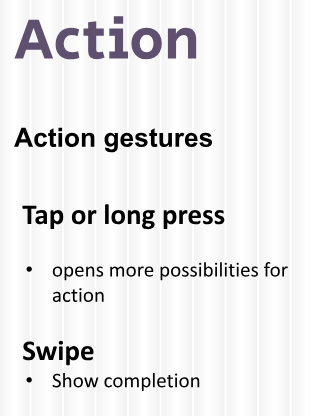 Action
Action gestures
Tap or long press
• opens more possibilities for
action
Swipe
• Show completion